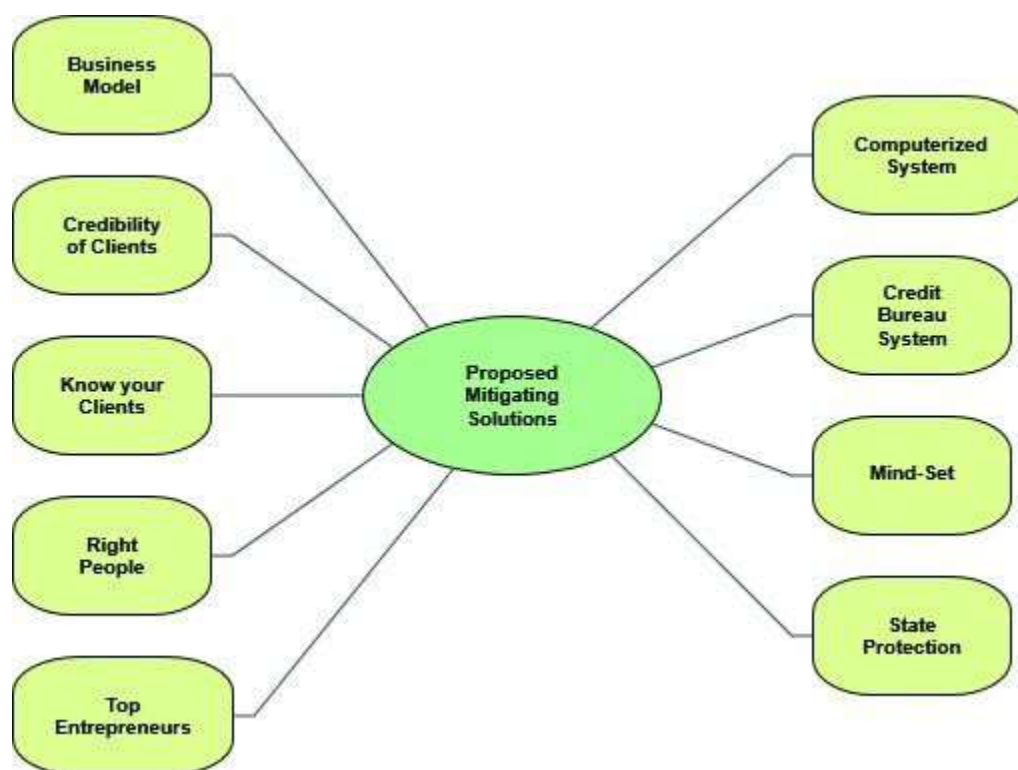 Business
Model
Credibility
of Clients
Know your
Clients
Right
People
Top
Entrepreneurs
Proposed
Mitigating
Solutions
Computerized
System
Credit
Bureau
System
Mind-Set
State
Protection